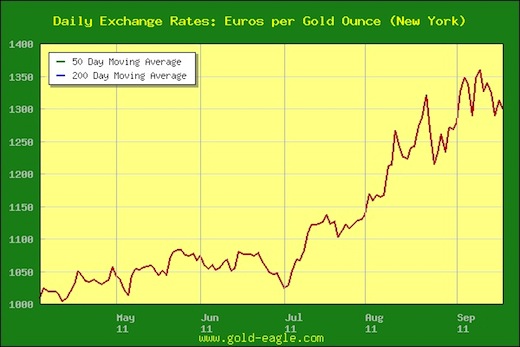 Daily Exchange Rates: Euros per Gold Ounce (New York)
1400
1350
1300
1250
1200
1150
1100
1050
1000
50 Day Moving Average
200 Day Moving Average
May Jun Jul Aug Sep
11 11 11 11 11
www.gold-eagle.com